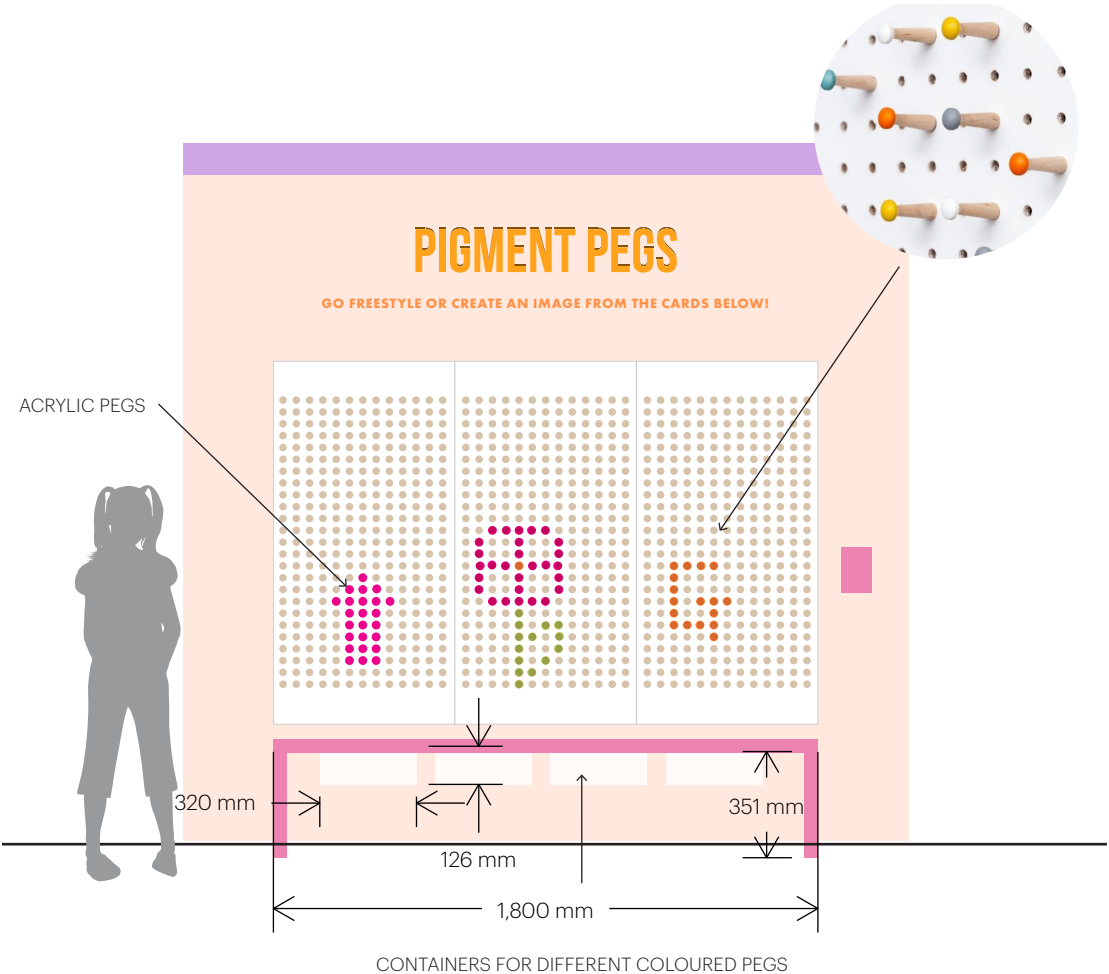 PIGMENT PEGS
GO FREESTYLE OR CREATE AN IMAGE FROM THE CARDS BELOW!
ACRYLIC PEGS
320 mm
351 mm
126 mm
1,800 mm
CONTAINERS FOR DIFFERENT COLOURED PEGS